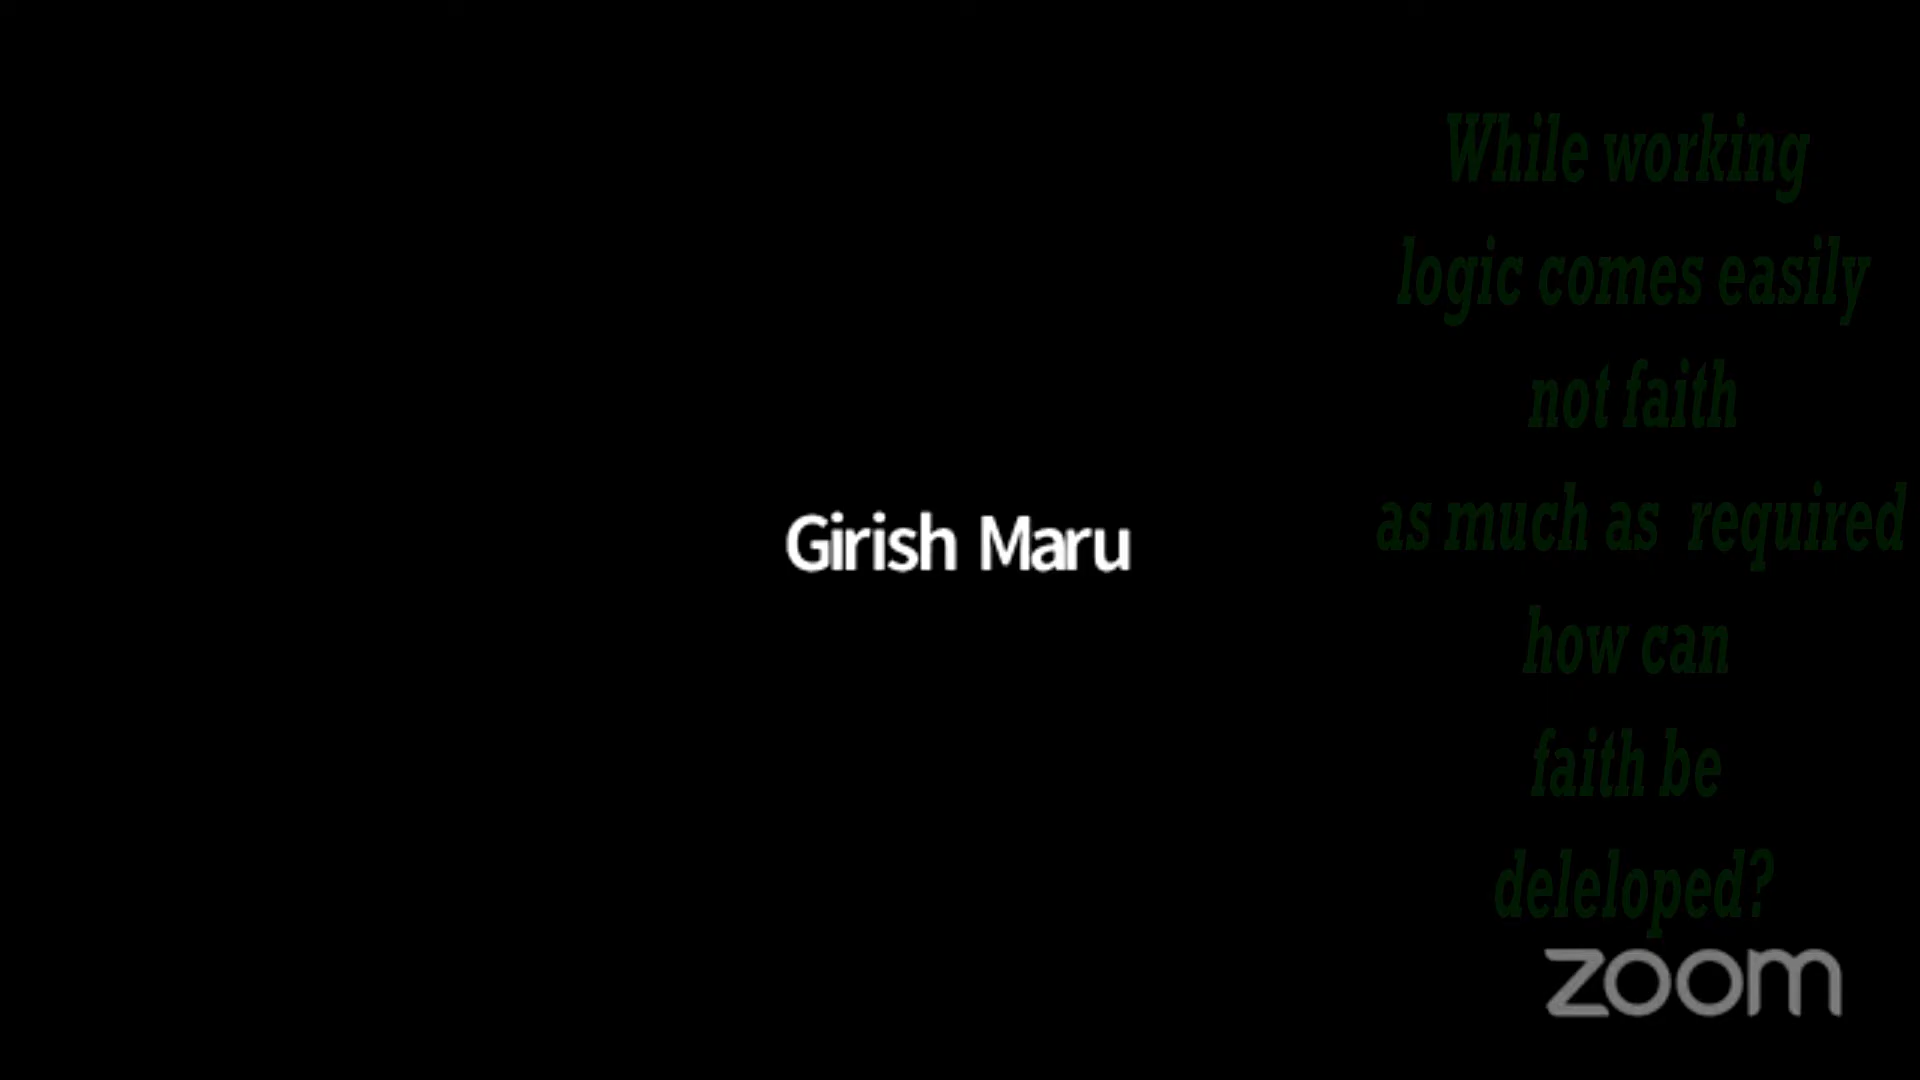 While working
logic comes easily
not faith
as much as required
how can
faith be
deleloped?
Girish Maru
zoom